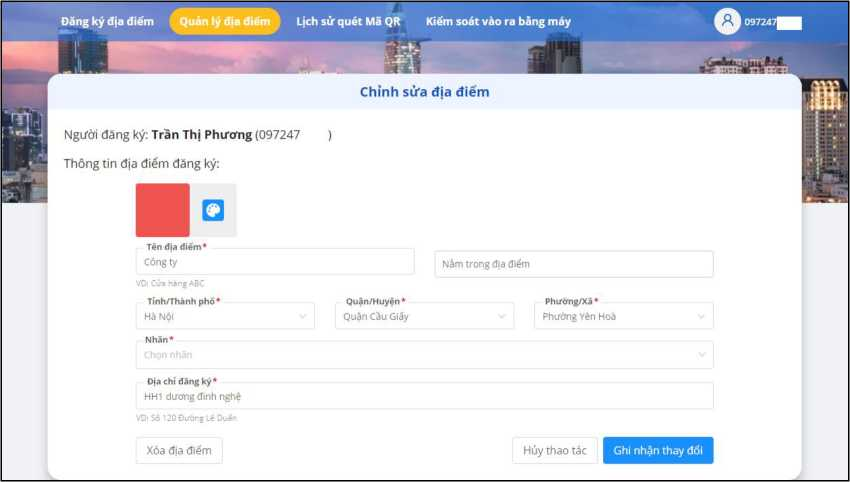 Đăng ký địa điểm Quản lý địa điểm Lịch sử quét Mã QR Kiểm soát vào ra bằng máy 097247
Chỉnh sửa địa điểm
Người đăng ký: Trần Thị Phương (097247 )
Thông tin địa điểm đăng ký:
Tên địa điểm*
Công ty
Nằm trong địa điểm
VD: Cửa hàng ABC
Tỉnh/Thành phố* Quận/Huyện* Phường/Xã*
Hà Nội Quận Cầu Giấy Phường Yên Hoà
Nhãn*
Chọn nhãn
Địa chỉ đăng ký*
HH1 dương đình nghệ
VD: Số 120 Đường Lê Duẩn
Xóa địa điểm Hủy thao tác Ghi nhận thay đổi